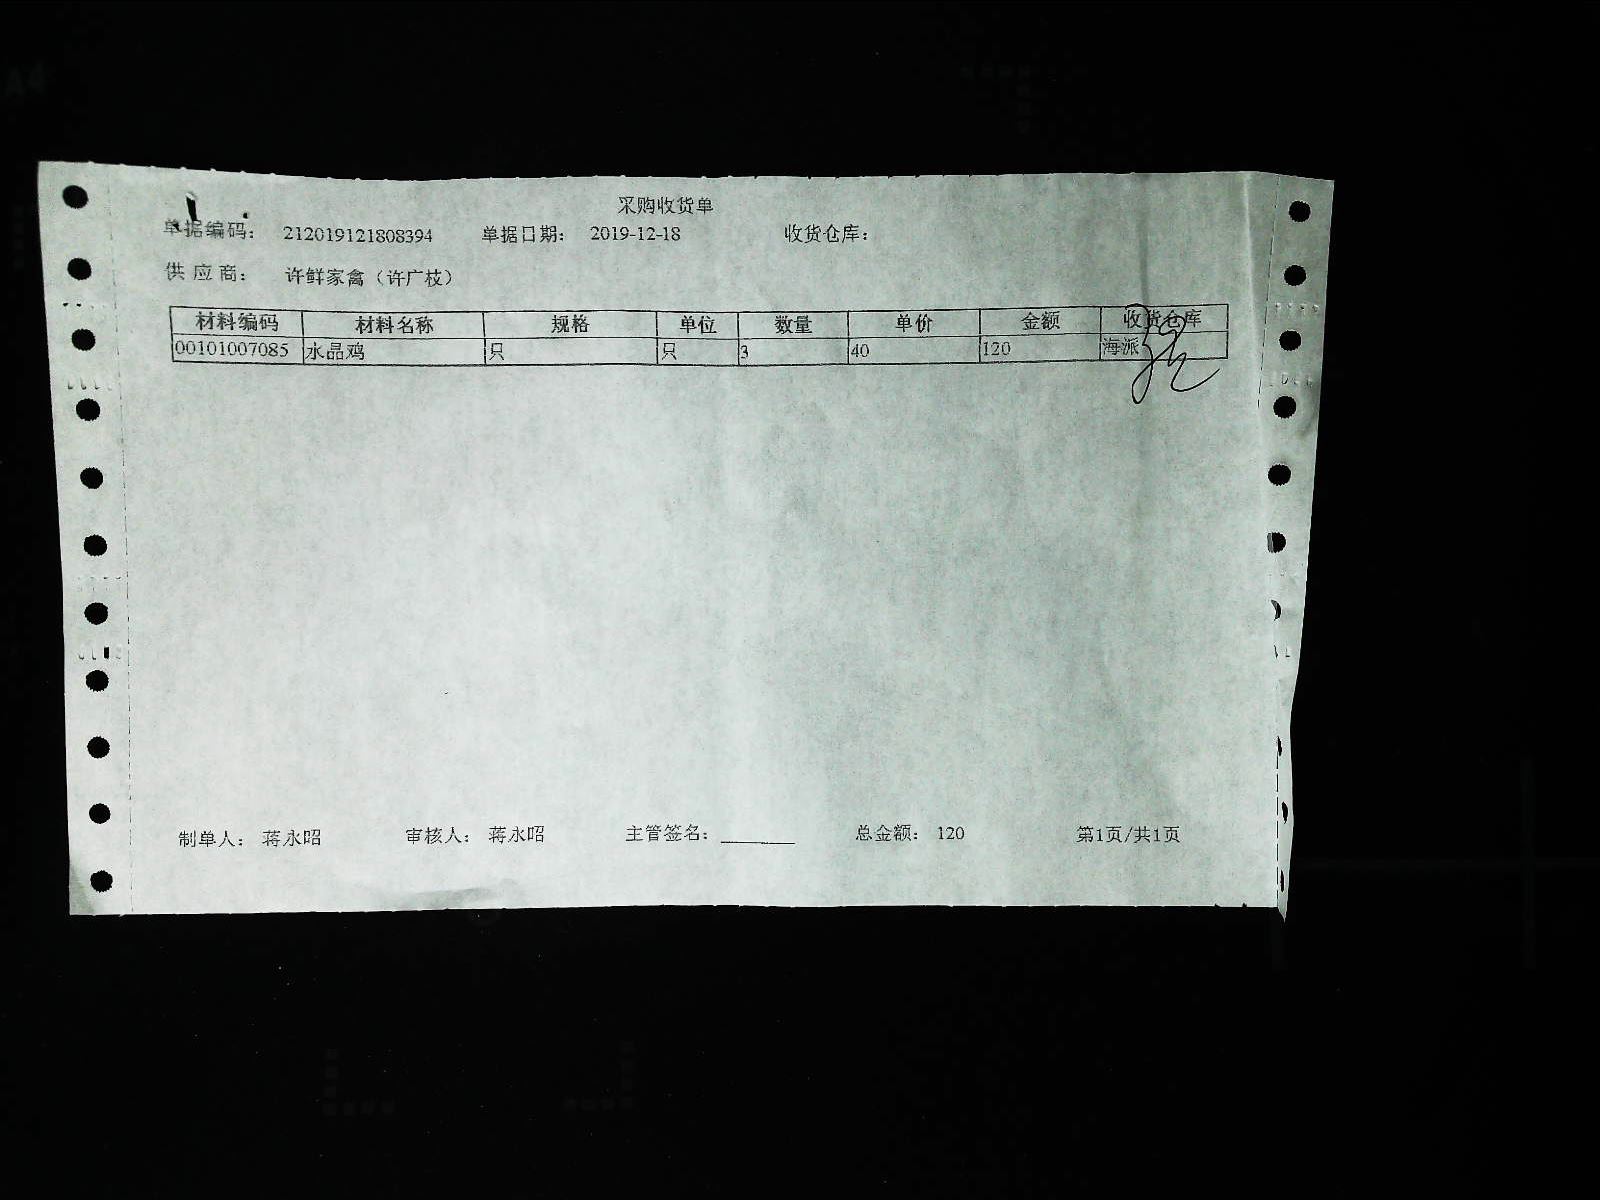 采购收货单
单据编码： 212019121808394 单据日期： 2019-12-18 收货仓库：
供 应 商： 许鲜家禽（许广枝）
材料编码 材料名称 规格 单位 数量 单价 金额 收货仓库
00101007085 水晶鸡 只 只 3 40 120 海派
制单人： 蒋永昭 审核人： 蒋永昭 主管签名：_______ 总金额： 120 第1页/共1页